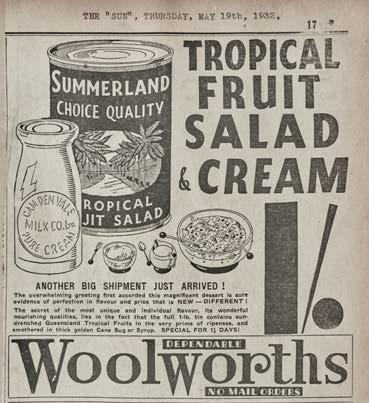 THE "SUN", THURSDAY, MAY 19th, 1932.
17
TROPICAL
FRUIT
SALAD
& CREAM
SUMMERLAND
CHOICE QUALITY
ROPICAL
UIT SALAD
CAMDEN VALE
MILK CO. LTD
PURE CREAM
1/-
ANOTHER BIG SHIPMENT JUST ARRIVED!
The overwhelming greeting first accorded this magnificent dessert is sure
evidence of perfection in flavour and price that is NEW—DIFFERENT!
The secret of the most unique and individual flavour, its wonderful
nourishing qualities, lies in the fact that the full 1-lb. tin contains sun-
drenched Queensland Tropical Fruits in the very prime of ripeness, and
smothered in thick golden Cane Sugar Syrup. SPECIAL FOR 1½ DAYS!
DEPENDABLE
Woolworths
NO MAIL ORDERS